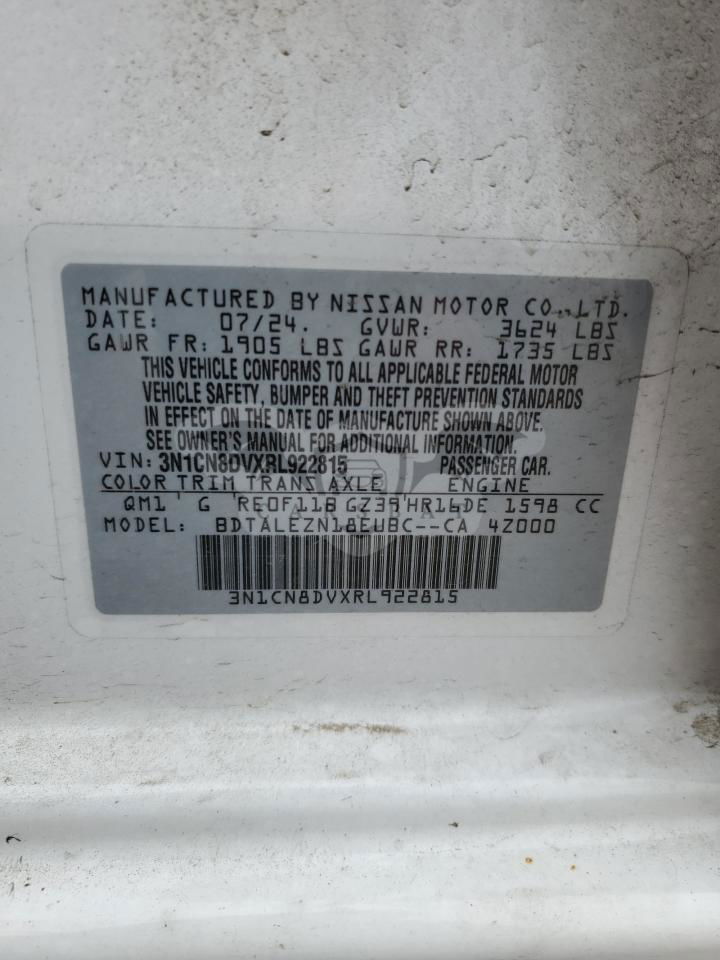 MANUFACTURED BY NISSAN MOTOR CO., LTD.
DATE: 07/24. GVWR: 3624 LBS
GAWR FR: 1905 LBS GAWR RR: 1735 LBS
THIS VEHICLE CONFORMS TO ALL APPLICABLE FEDERAL MOTOR
VEHICLE SAFETY, BUMPER AND THEFT PREVENTION STANDARDS
IN EFFECT ON THE DATE OF MANUFACTURE SHOWN ABOVE.
SEE OWNER'S MANUAL FOR ADDITIONAL INFORMATION.
VIN: 3N1CN8DVXRL922815 PASSENGER CAR.
COLOR TRIM TRANS AXLE ENGINE
QM1 G RE0F11B GZ39 HR16DE 1598 CC
MODEL: BDTALEZN18EUBC--CA 4Z000
3N1CN8DVXRL922815